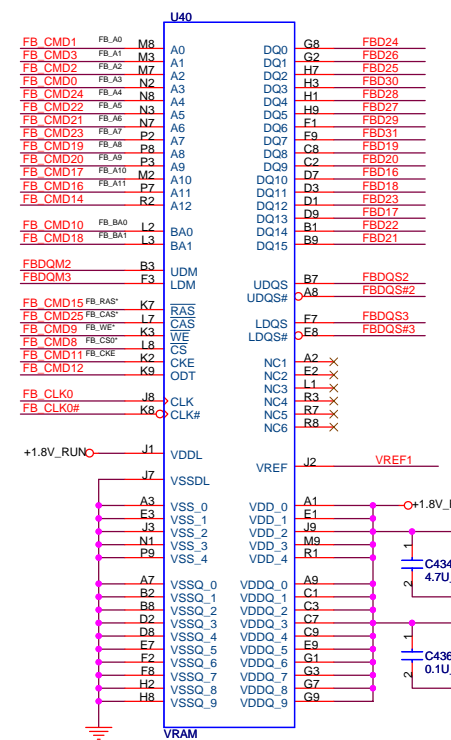 U40
FB_CMD1 FB_A0 M8 A0 DQ0 G8 FBD24
FB_CMD3 FB_A1 M3 A1 DQ1 G2 FBD26
FB_CMD2 FB_A2 M7 A2 DQ2 H7 FBD25
FB_CMD0 FB_A3 N2 A3 DQ3 H3 FBD30
FB_CMD24 FB_A4 N8 A4 DQ4 H1 FBD28
FB_CMD22 FB_A5 N3 A5 DQ5 H9 FBD27
FB_CMD21 FB_A6 N7 A6 DQ6 F1 FBD29
FB_CMD23 FB_A7 P2 A7 DQ7 F9 FBD31
FB_CMD19 FB_A8 P8 A8 DQ8 C8 FBD19
FB_CMD20 FB_A9 P3 A9 DQ9 C2 FBD20
FB_CMD17 FB_A10 M2 A10 DQ10 D7 FBD16
FB_CMD16 FB_A11 P7 A11 DQ11 D3 FBD18
FB_CMD14 R2 A12 DQ12 D1 FBD23
DQ13 D9 FBD17
FB_CMD10 FB_BA0 L2 BA0 DQ14 B1 FBD22
FB_CMD18 FB_BA1 L3 BA1 DQ15 B9 FBD21
FBDQM2 B3 UDM
FBDQM3 F3 LDM UDQS B7 FBDQS2
UDQS# A8 FBDQS#2
FB_CMD15 FB_RAS* K7 RAS
FB_CMD25 FB_CAS* L7 CAS LDQS F7 FBDQS3
FB_CMD9 FB_WE* K3 WE LDQS# E8 FBDQS#3
FB_CMD8 FB_CS0* L8 CS
FB_CMD11 FB_CKE K2 CKE NC1 A2
FB_CMD12 K9 ODT NC2 E2
NC3 L1
FB_CLK0 J8 CLK NC4 R3
FB_CLK0# K8 CLK# NC5 R7
NC6 R8
+1.8V_RUN J1 VDDL
VREF J2 VREF1
J7 VSSDL
A3 VSS_0 VDD_0 A1 +1.8V_
E3 VSS_1 VDD_1 E1
J3 VSS_2 VDD_2 J9
N1 VSS_3 VDD_3 M9
P9 VSS_4 VDD_4 R1
1
C434
4.7U_
2
A7 VSSQ_0 VDDQ_0 A9
B2 VSSQ_1 VDDQ_1 C1
B8 VSSQ_2 VDDQ_2 C3
D2 VSSQ_3 VDDQ_3 C7
D8 VSSQ_4 VDDQ_4 C9
E7 VSSQ_5 VDDQ_5 E9
F2 VSSQ_6 VDDQ_6 G1
F8 VSSQ_7 VDDQ_7 G3
H2 VSSQ_8 VDDQ_8 G7
H8 VSSQ_9 VDDQ_9 G9
1
C436
0.1U_
2
VRAM